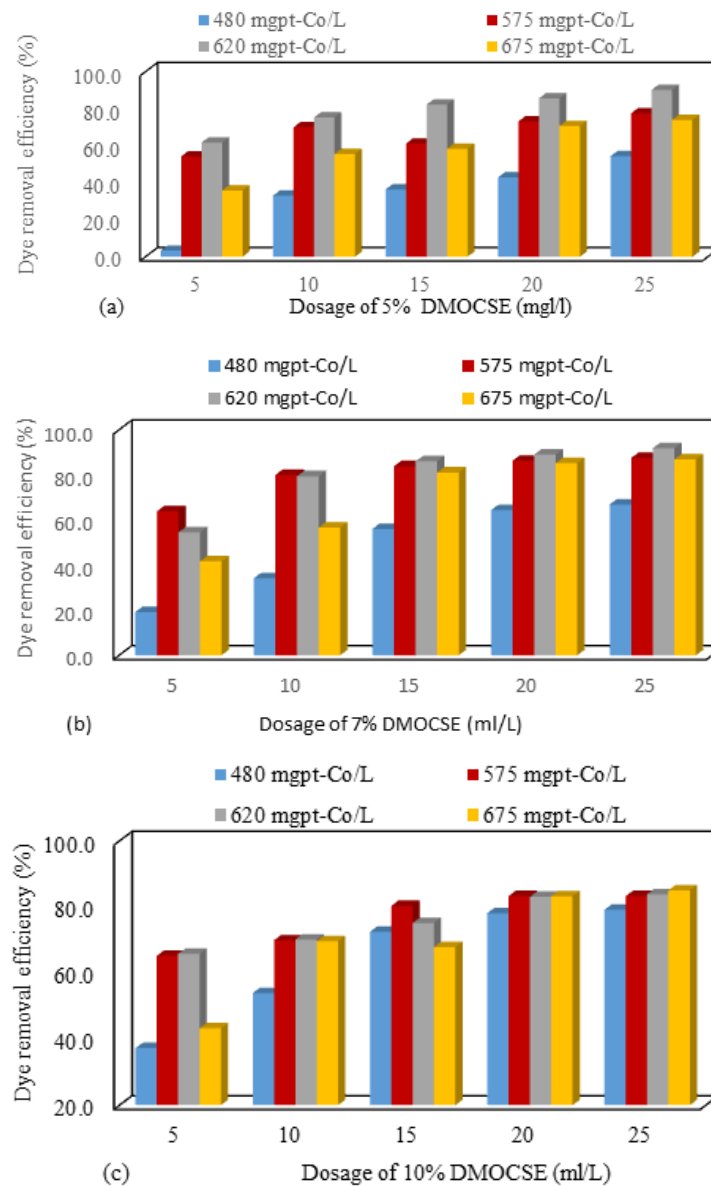 480 mgpt-Co/L 575 mgpt-Co/L
620 mgpt-Co/L 675 mgpt-Co/L
Dye removal efficiency (%)
100.0
80.0
60.0
40.0
20.0
0.0
5 10 15 20 25
(a) Dosage of 5% DMOCSE (mgl/l)
480 mgpt-Co/L 575 mgpt-Co/L
620 mgpt-Co/L 675 mgpt-Co/L
Dye removal efficiency (%)
100.0
80.0
60.0
40.0
20.0
0.0
5 10 15 20 25
(b) Dosage of 7% DMOCSE (ml/L)
480 mgpt-Co/L 575 mgpt-Co/L
620 mgpt-Co/L 675 mgpt-Co/L
Dye removal efficiency (%)
100.0
80.0
60.0
40.0
20.0
5 10 15 20 25
(c) Dosage of 10% DMOCSE (ml/L)